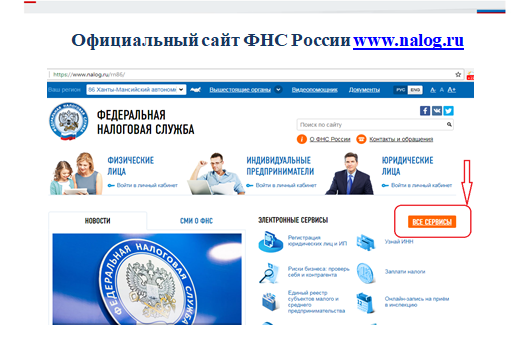 Официальный сайт ФНС России www.nalog.ru
https://www.nalog.ru/rn86/
Ваш регион 86 Ханты-Мансийский автономн Вышестоящие органы Видеопомощник Документы РУС ENG A- A A+
ФЕДЕРАЛЬНАЯ
НАЛОГОВАЯ СЛУЖБА
Поиск по сайту
О ФНС России Контакты и обращения
ФИЗИЧЕСКИЕ
ЛИЦА
Войти в личный кабинет
ИНДИВИДУАЛЬНЫЕ
ПРЕДПРИНИМАТЕЛИ
Войти в личный кабинет
ЮРИДИЧЕСКИЕ
ЛИЦА
Войти в личный кабинет
НОВОСТИ СМИ О ФНС
ФЕДЕРАЛЬНАЯ НАЛОГОВАЯ СЛУЖБА
ЭЛЕКТРОННЫЕ СЕРВИСЫ
ВСЕ СЕРВИСЫ
Регистрация
юридических лиц и ИП
Узнай ИНН
Риски бизнеса: проверь
себя и контрагента
Заплати налоги
Единый реестр
субъектов малого и
среднего
предпринимательства
Онлайн-запись на приём
в инспекцию